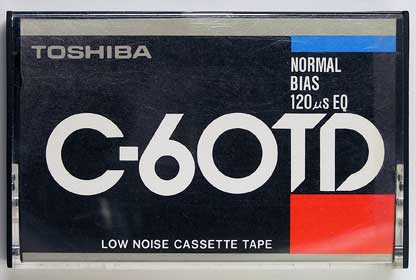 TOSHIBA
NORMAL
BIAS
120μs EQ
C-60TD
LOW NOISE CASSETTE TAPE